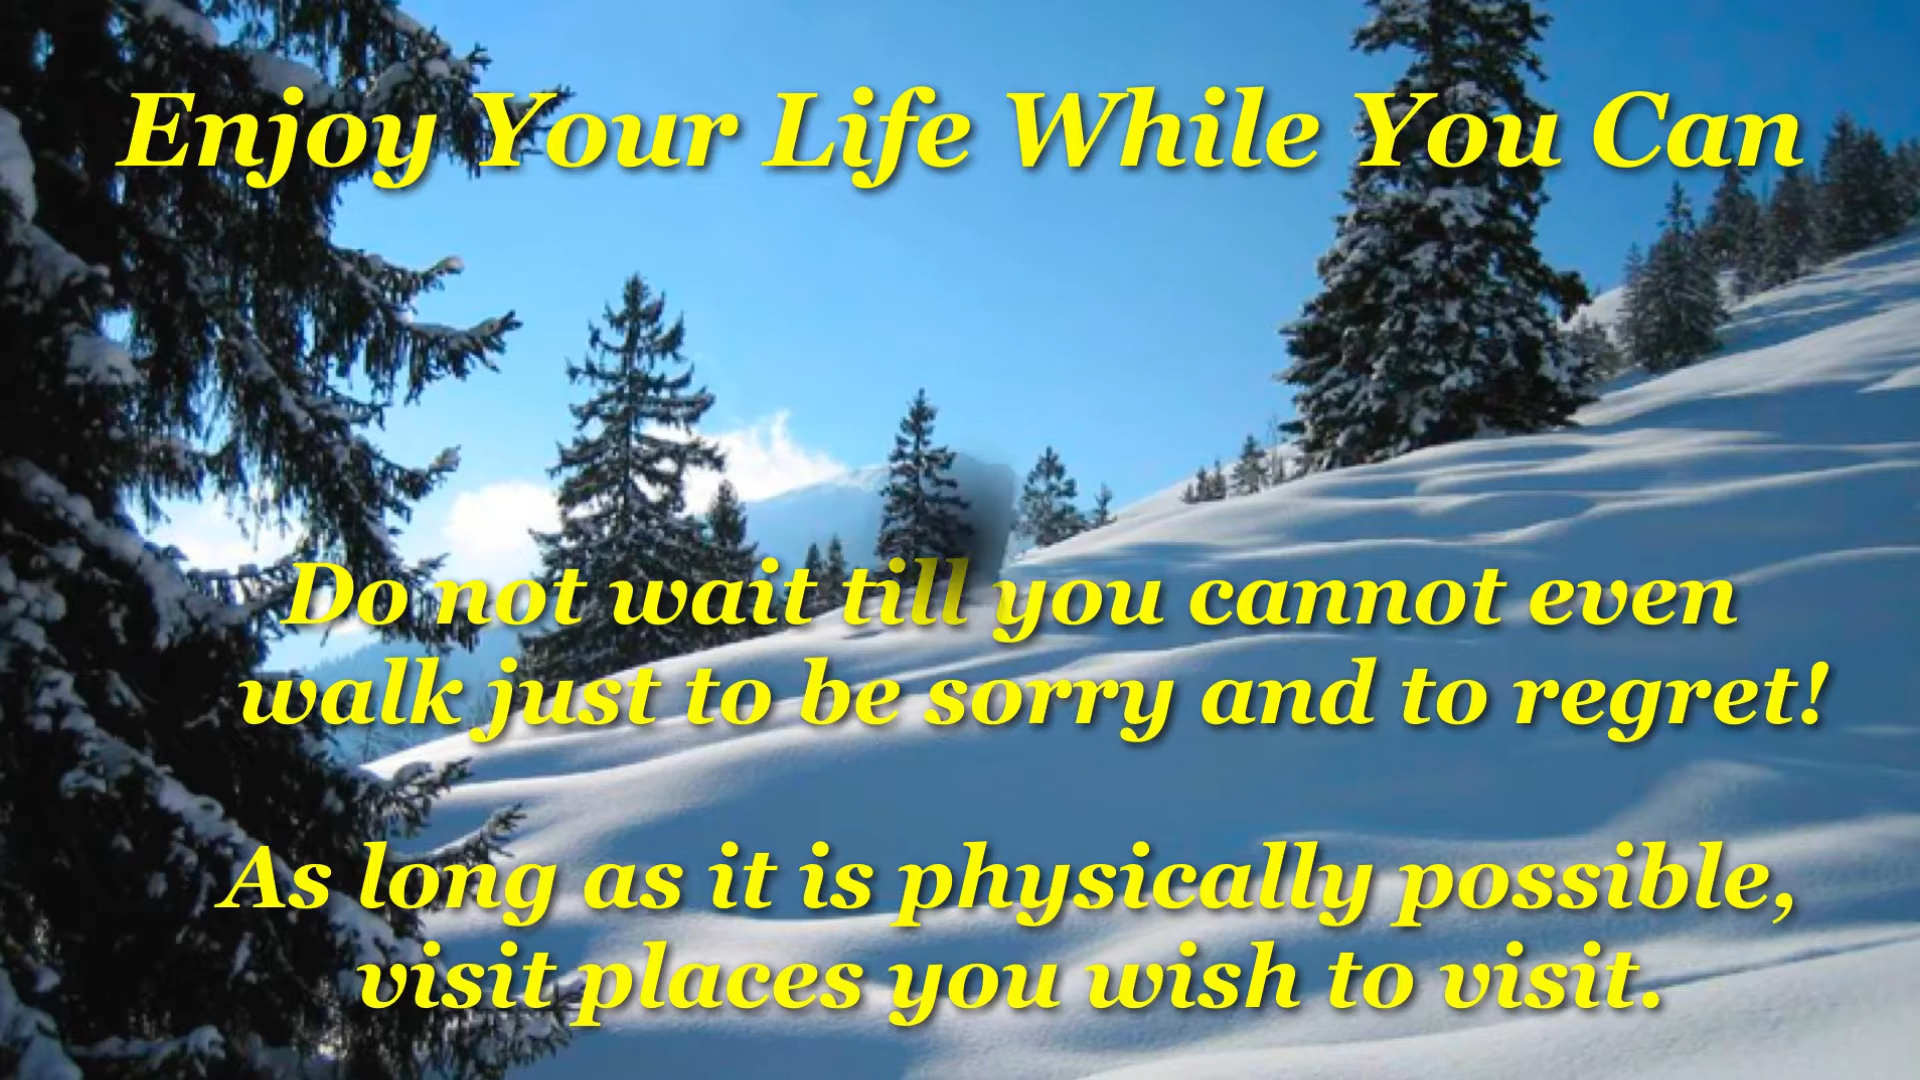 Enjoy Your Life While You Can
Do not wait till you cannot even
walk just to be sorry and to regret!
As long as it is physically possible,
visit places you wish to visit.